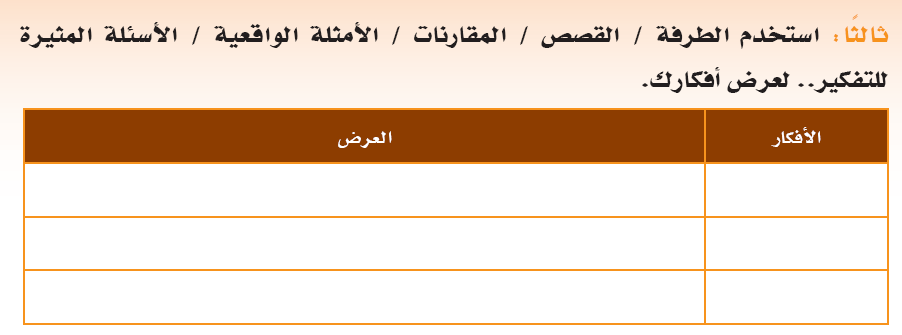 ثالثًا: استخدم الطرفة / القصص / المقارنات / الأمثلة الواقعية / الأسئلة المثيرة
للتفكير.. لعرض أفكارك.
الأفكار العرض